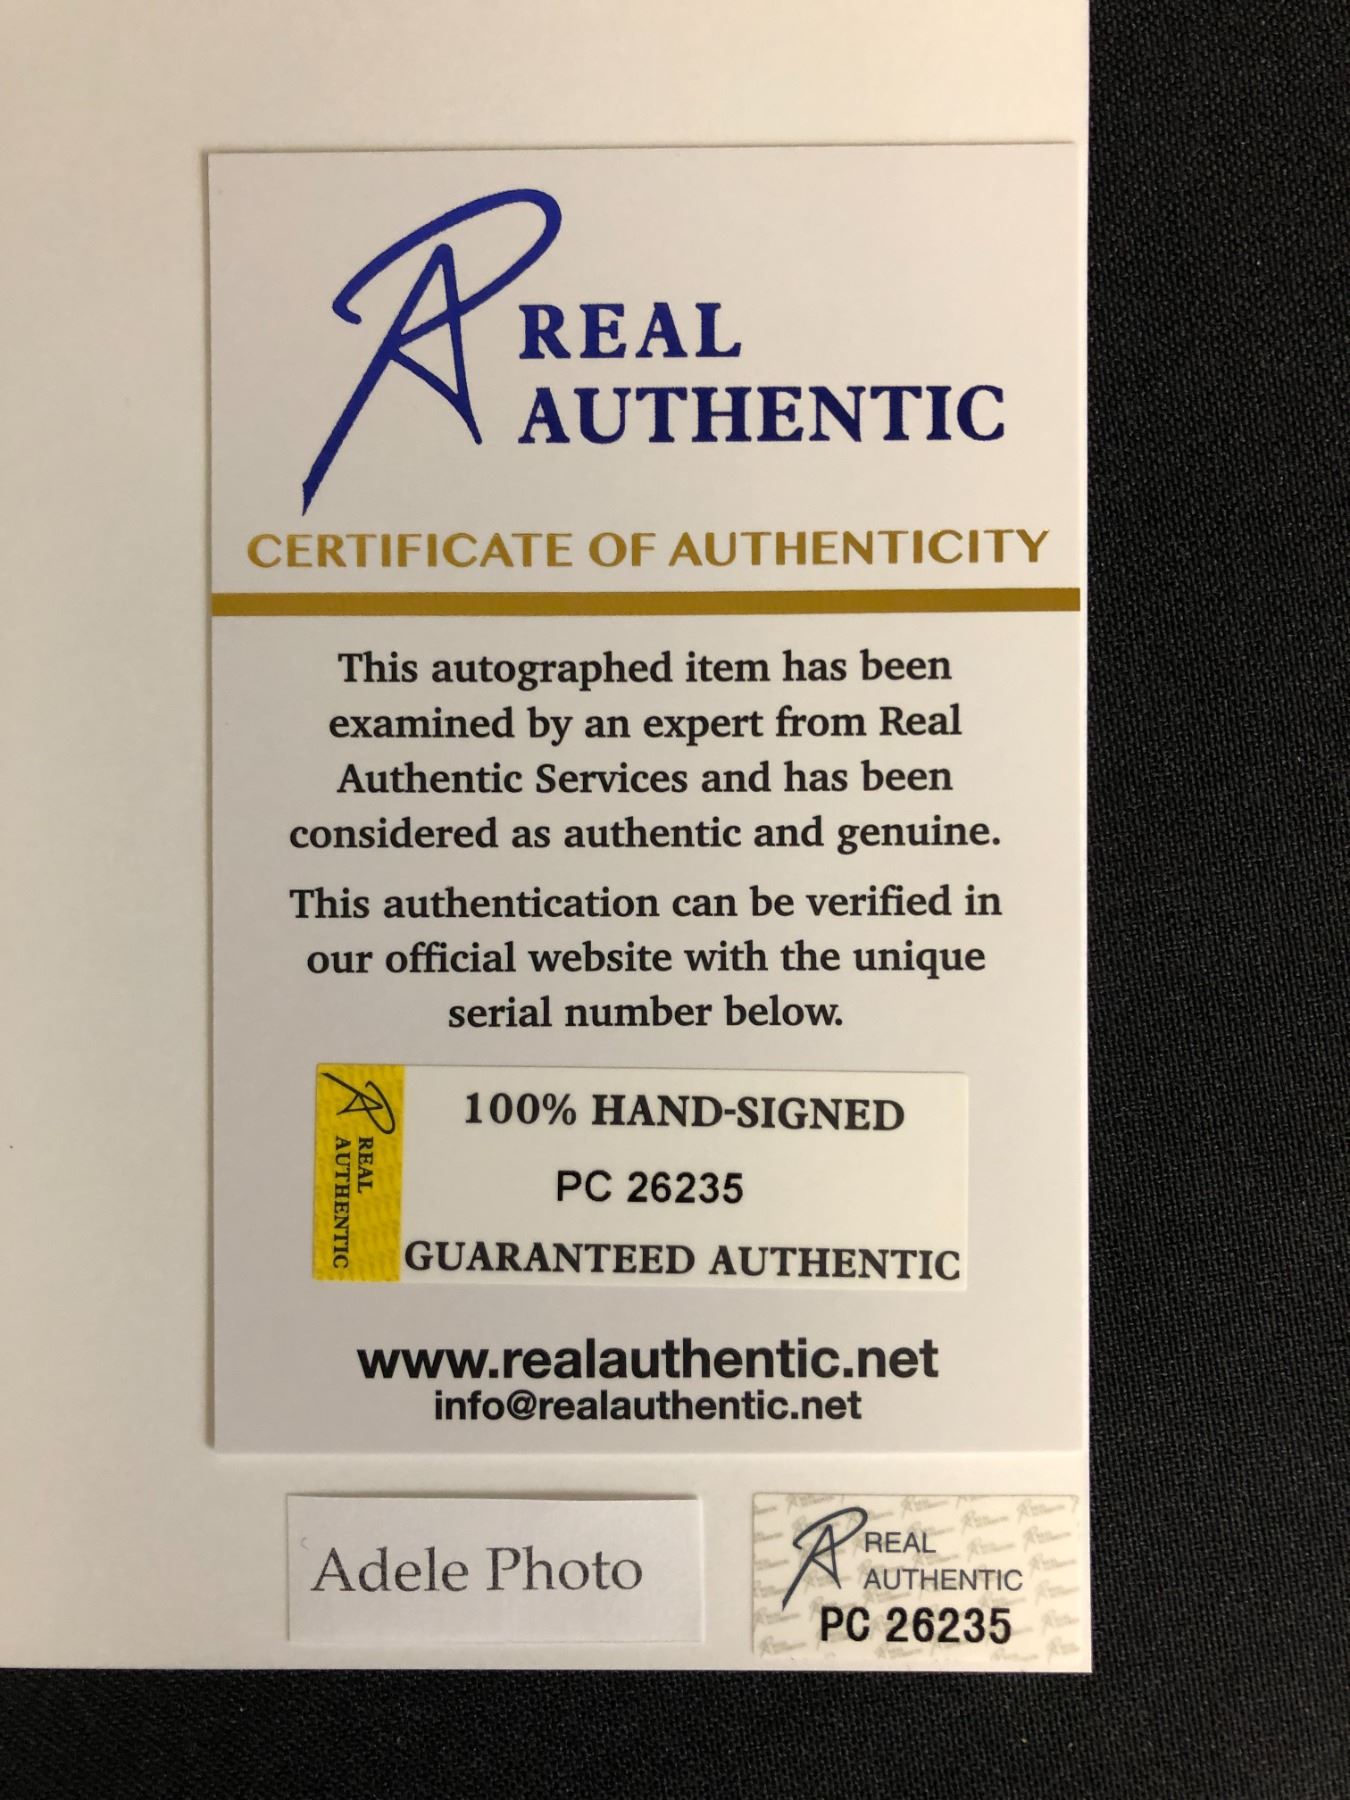 REAL
AUTHENTIC
CERTIFICATE OF AUTHENTICITY
This autographed item has been
examined by an expert from Real
Authentic Services and has been
considered as authentic and genuine.
This authentication can be verified in
our official website with the unique
serial number below.
REAL
AUTHENTIC
100% HAND-SIGNED
PC 26235
GUARANTEED AUTHENTIC
www.realauthentic.net
info@realauthentic.net
Adele Photo
REAL
AUTHENTIC
PC 26235